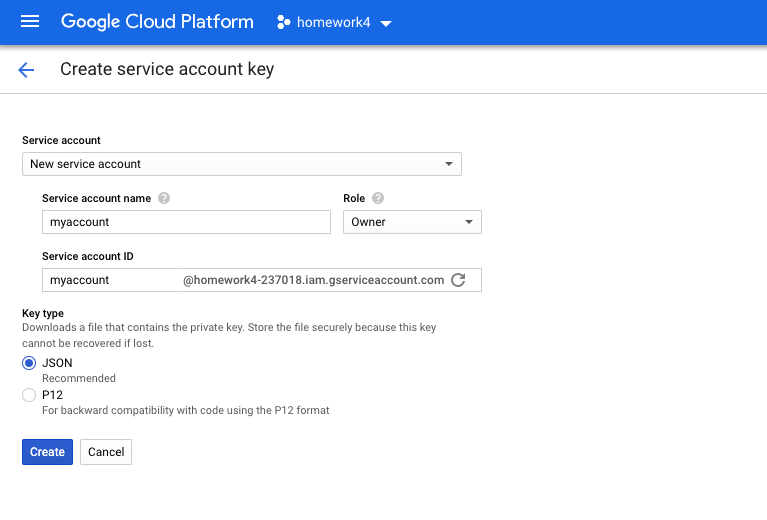 Google Cloud Platform homework4
Create service account key
Service account
New service account
Service account name ? Role ?
myaccount Owner
Service account ID
myaccount @homework4-237018.iam.gserviceaccount.com
Key type
Downloads a file that contains the private key. Store the file securely because this key
cannot be recovered if lost.
JSON
Recommended
P12
For backward compatibility with code using the P12 format
Create Cancel